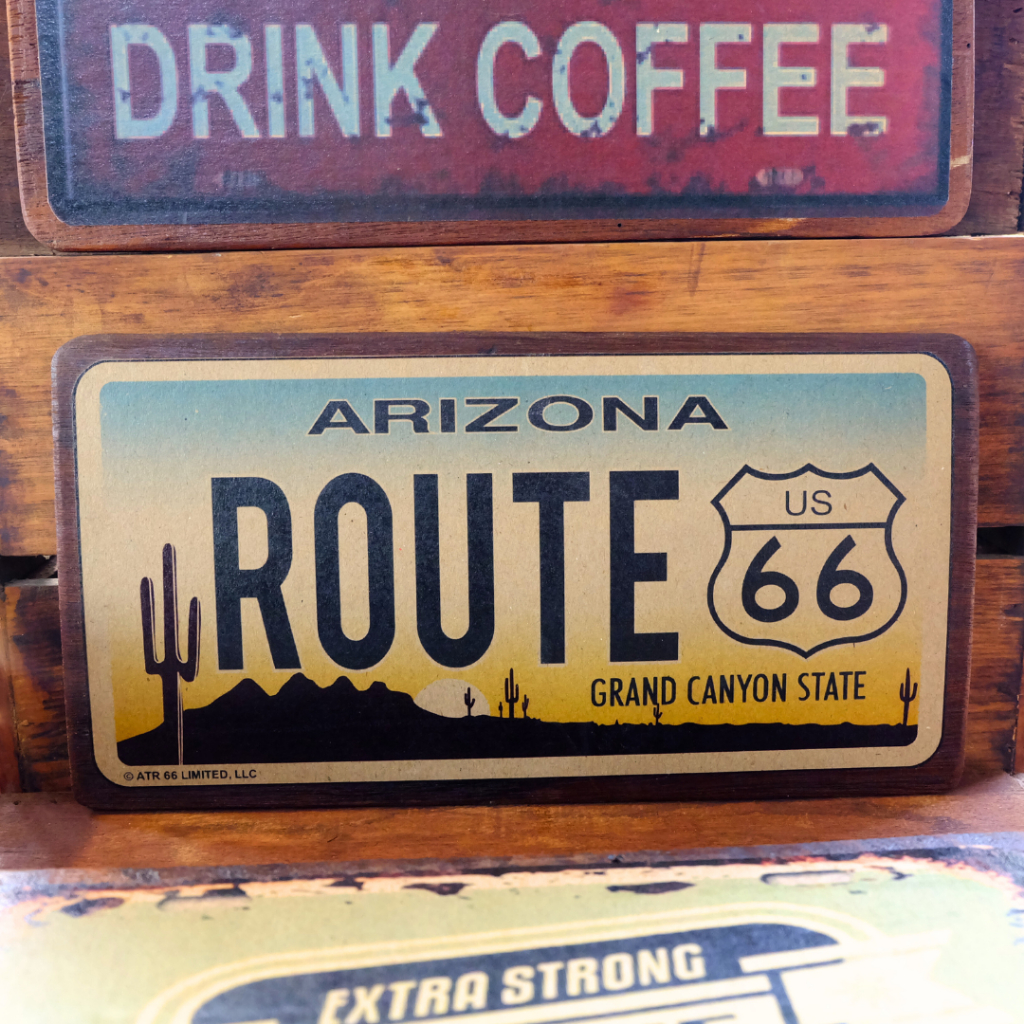 DRINK COFFEE
ARIZONA
ROUTE
US
66
GRAND CANYON STATE
© ATR 66 LIMITED, LLC
EXTRA STRONG